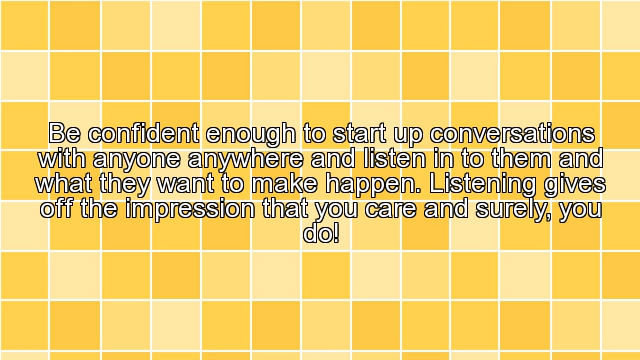 Be confident enough to start up conversations
with anyone anywhere and listen in to them and
what they want to make happen. Listening gives
off the impression that you care and surely, you
do!